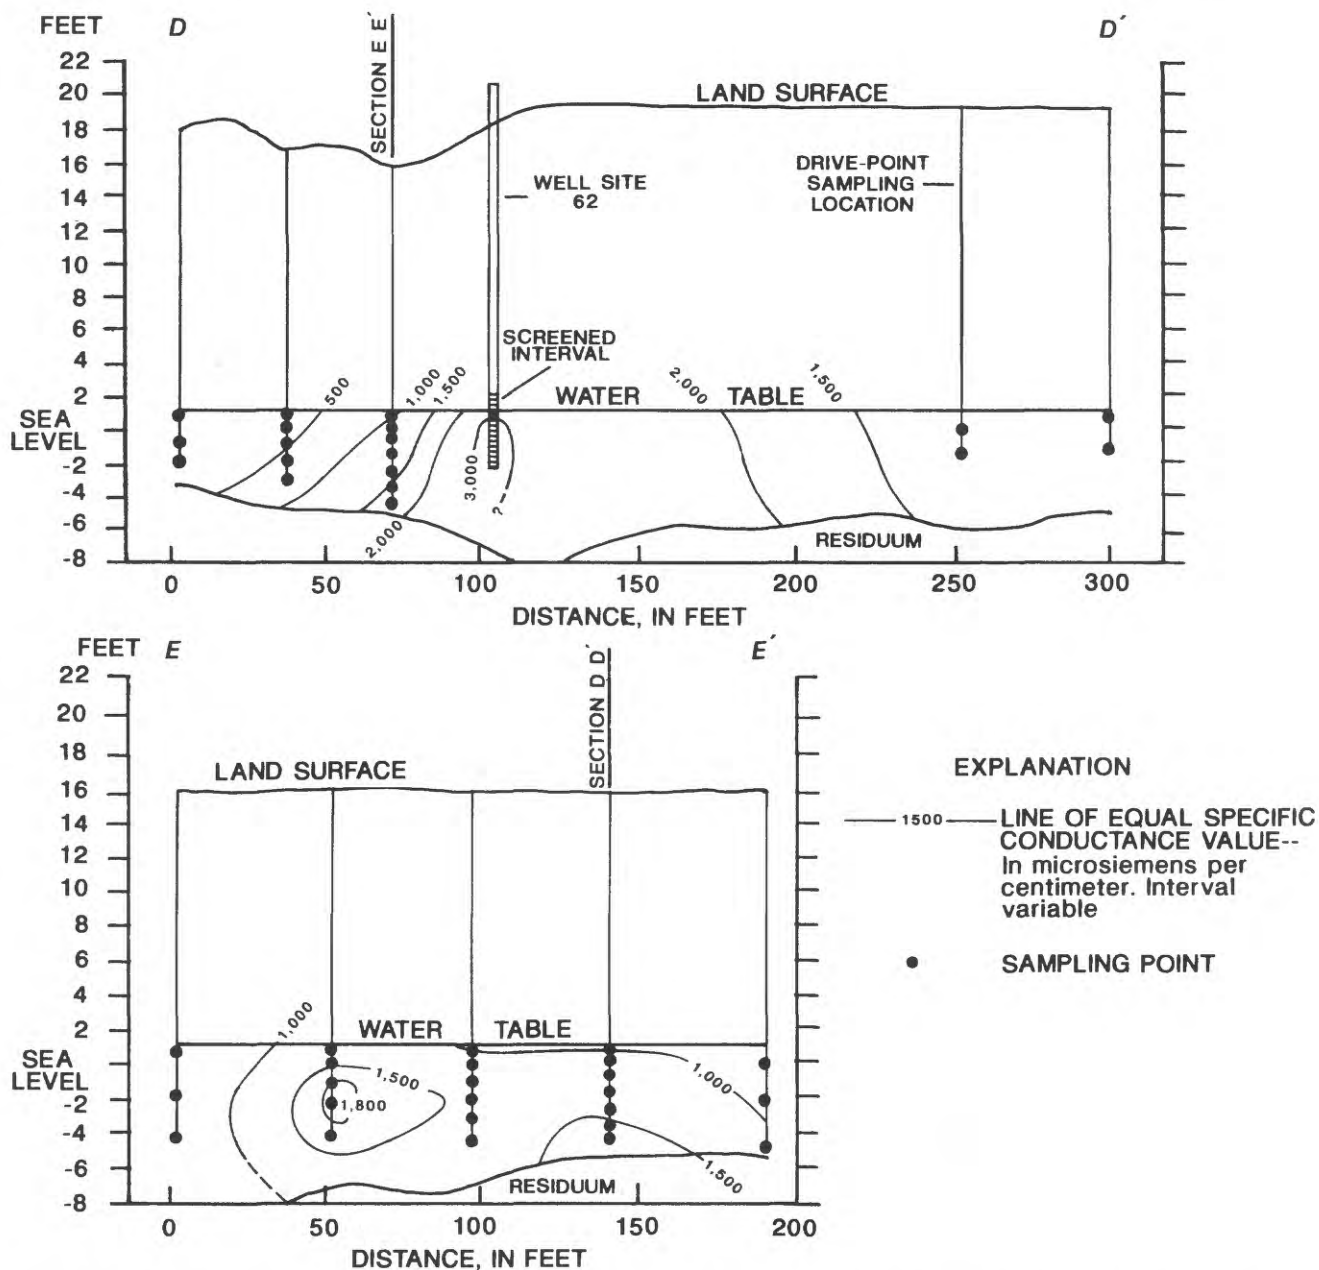 FEET D D´
SECTION E E´
22
20
18
16
14
12
10
8
6
4
2
SEA
LEVEL
-2
-4
-6
-8
LAND SURFACE
WELL SITE
62
DRIVE-POINT
SAMPLING
LOCATION
SCREENED
INTERVAL
WATER TABLE
500
1,000
1,500
2,000
3,000
?
2,000
1,500
RESIDUUM
0 50 100 150 200 250 300
DISTANCE, IN FEET
FEET E E´
SECTION D D´
22
20
18
16
14
12
10
8
6
4
2
SEA
LEVEL
-2
-4
-6
-8
LAND SURFACE
WATER TABLE
1,000
1,500
1,800
1,000
1,500
RESIDUUM
0 50 100 150 200
DISTANCE, IN FEET
EXPLANATION
1500 LINE OF EQUAL SPECIFIC
CONDUCTANCE VALUE--
In microsiemens per
centimeter. Interval
variable
SAMPLING POINT